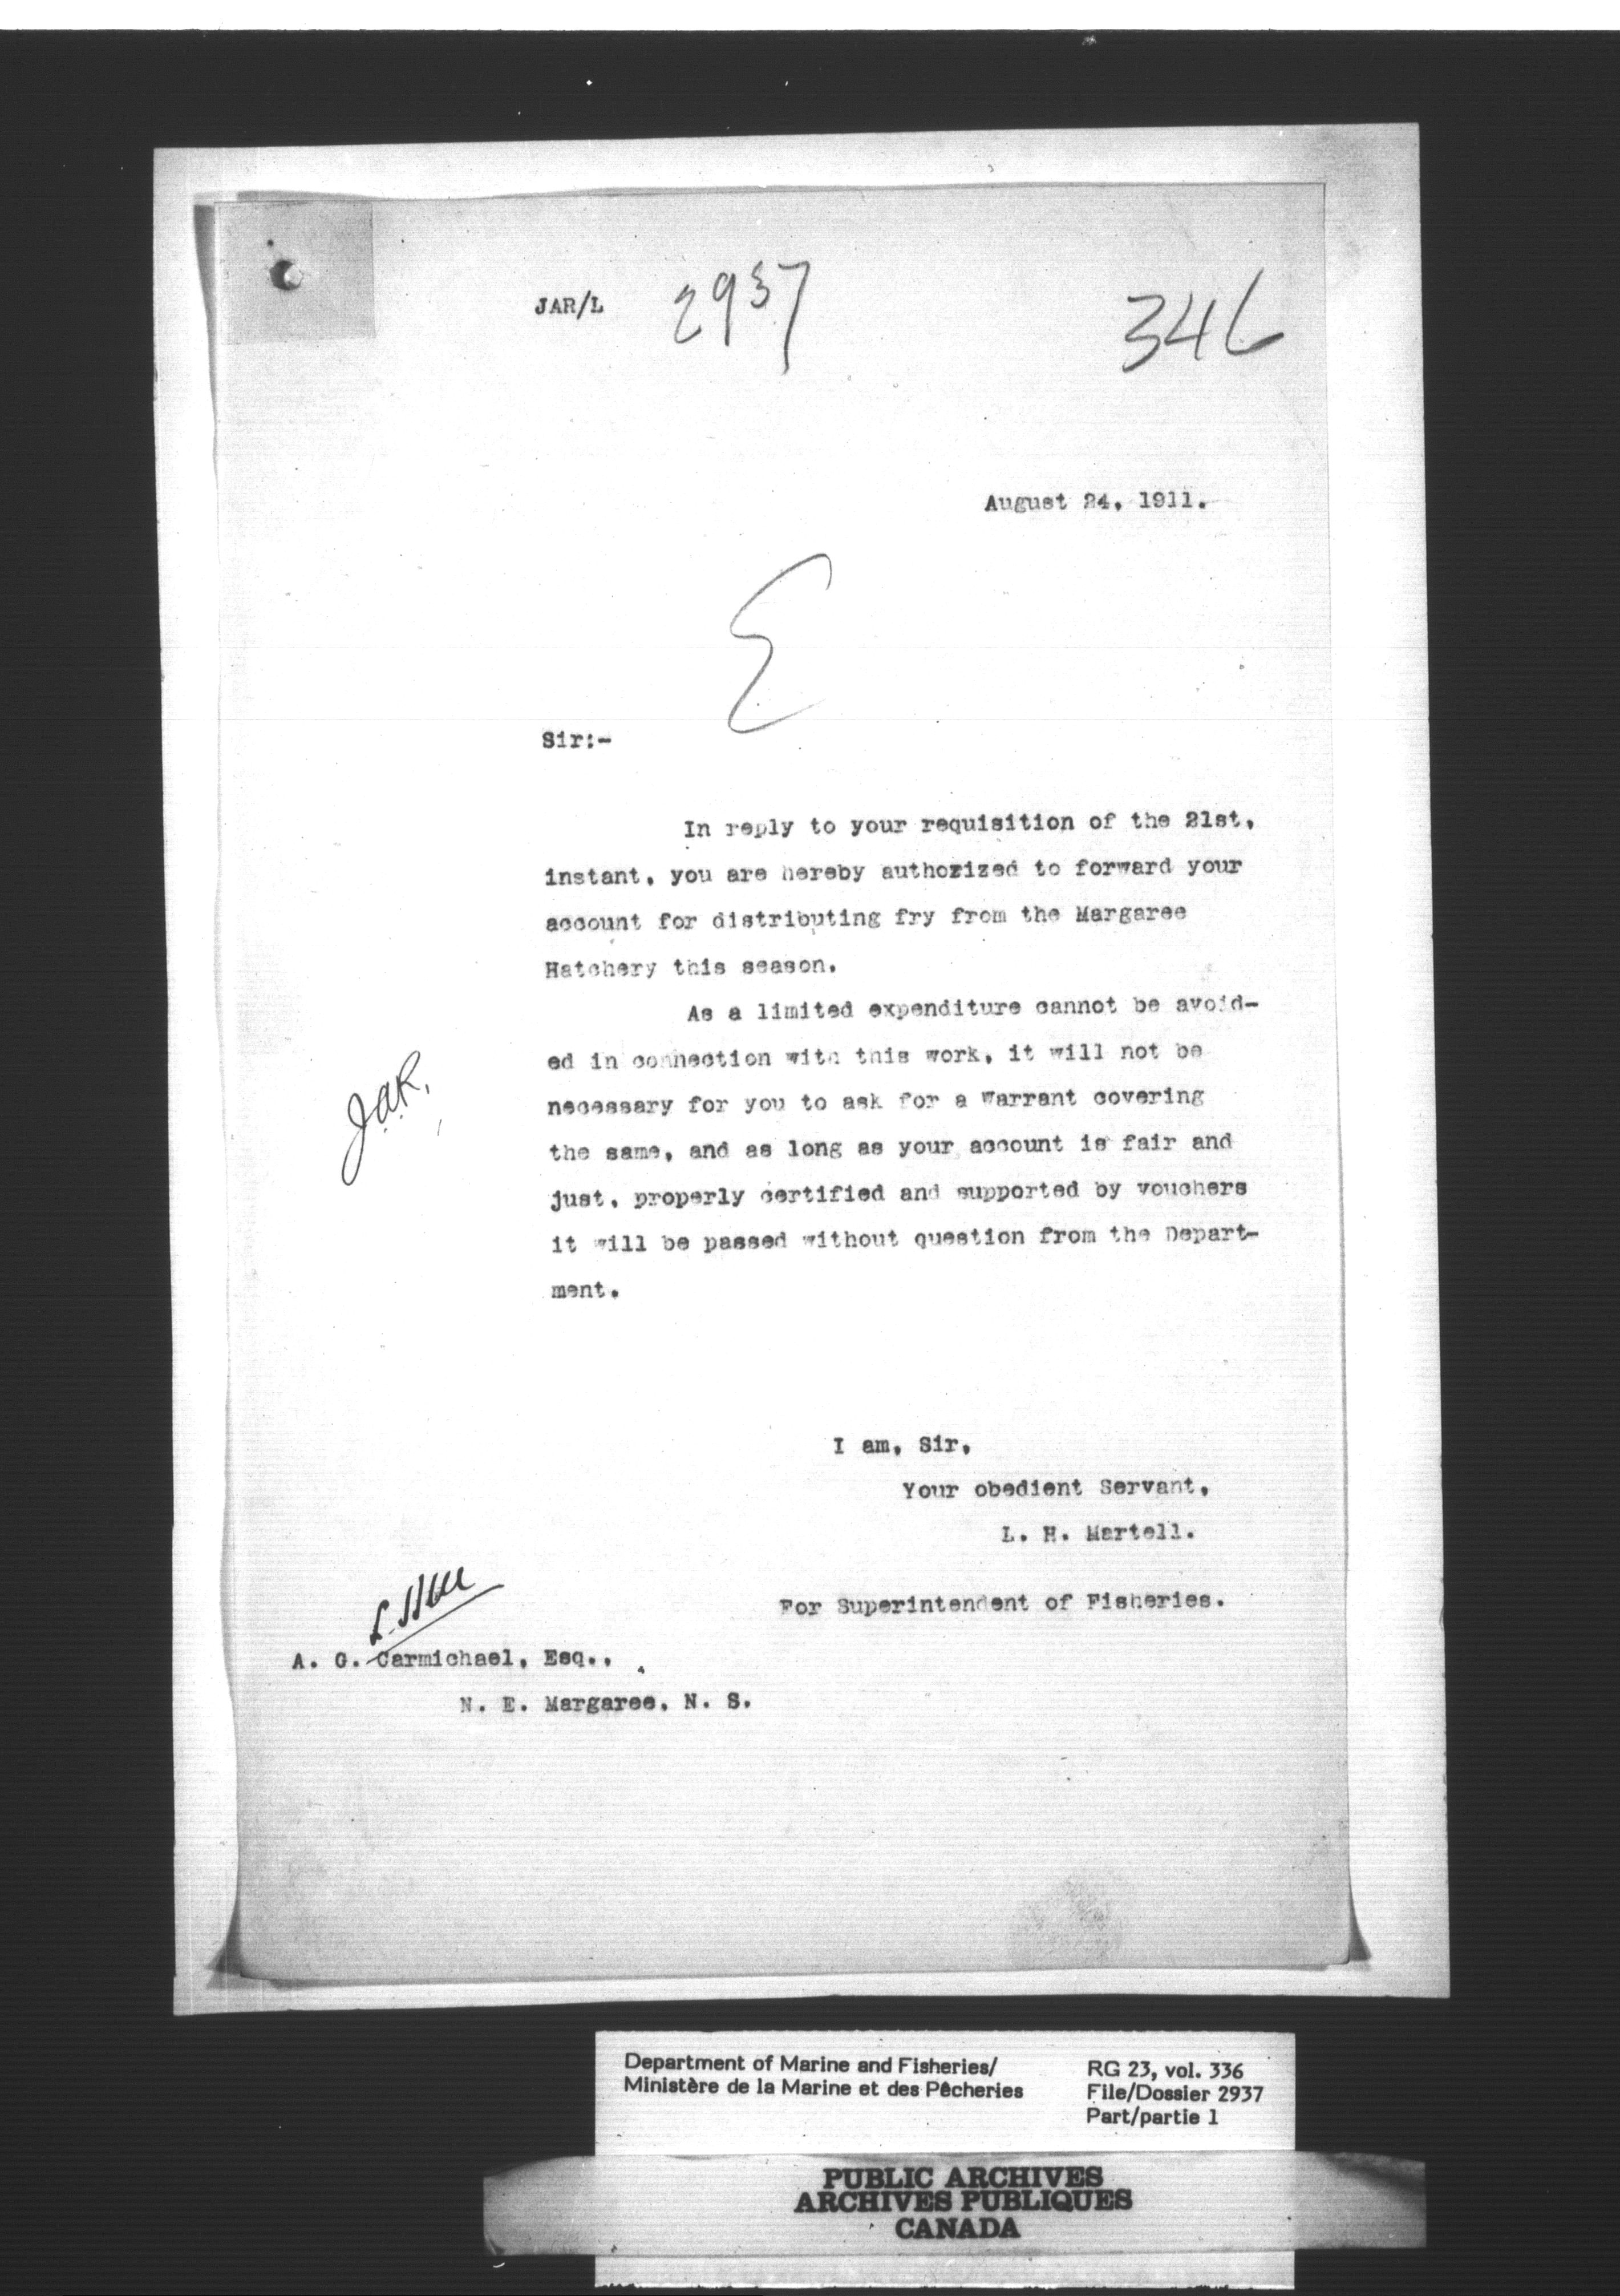 JAR/L 2937 346
August 24, 1911.
E
Sir:-
In reply to your requisition of the 21st,
instant, you are hereby authorized to forward your
account for distributing fry from the Margaree
Hatchery this season.
As a limited expenditure cannot be avoid-
ed in connection with this work, it will not be
necessary for you to ask for a Warrant covering
the same, and as long as your account is fair and
just, properly certified and supported by vouchers
it will be passed without question from the Depart-
ment.
JAR.
I am, Sir,
Your obedient Servant,
L. H. Martell.
For Superintendent of Fisheries.
A. G. Carmichael, Esq.,
N. E. Margaree, N. S.
Department of Marine and Fisheries/
Ministère de la Marine et des Pêcheries
RG 23, vol. 336
File/Dossier 2937
Part/partie 1
PUBLIC ARCHIVES
ARCHIVES PUBLIQUES
CANADA